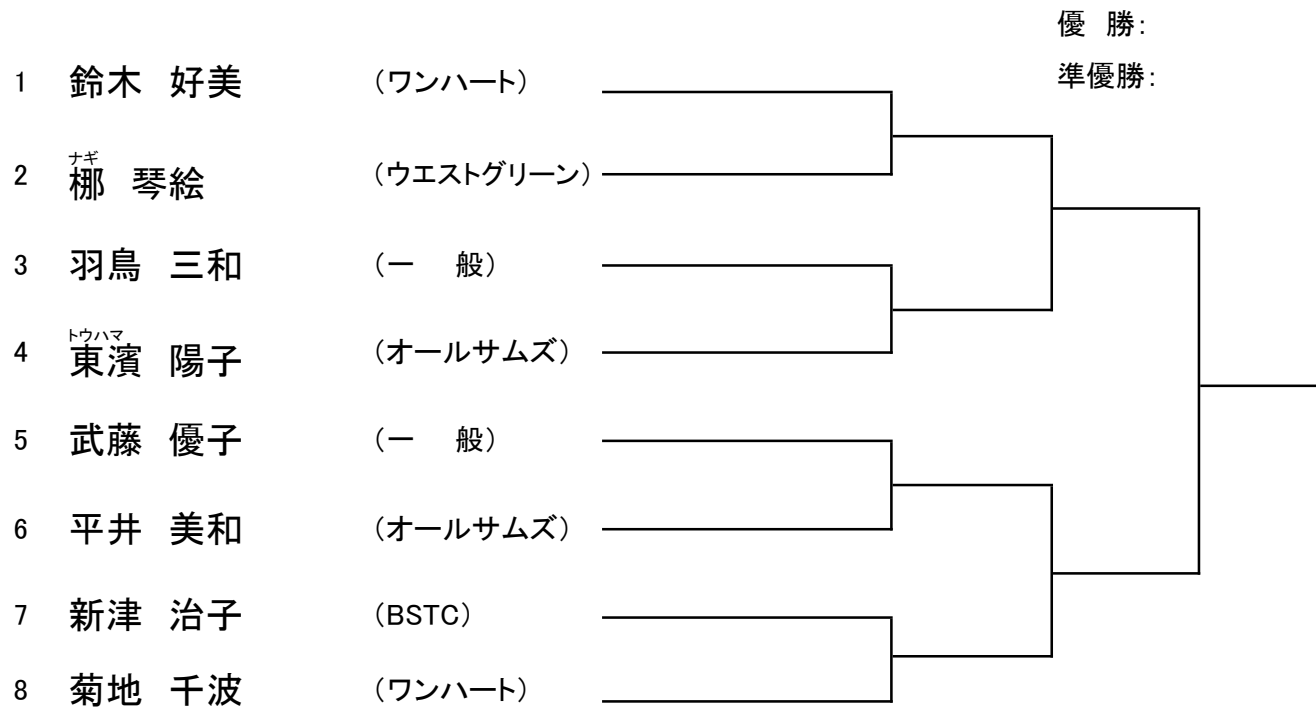 優　勝：
準優勝：
1 鈴木　好美 （ワンハート）
ナギ
2 梛　琴絵 （ウエストグリーン）
3 羽鳥　三和 （一　般）
トウハマ
4 東濱　陽子 （オールサムズ）
5 武藤　優子 （一　般）
6 平井　美和 （オールサムズ）
7 新津　治子 （BSTC）
8 菊地　千波 （ワンハート）